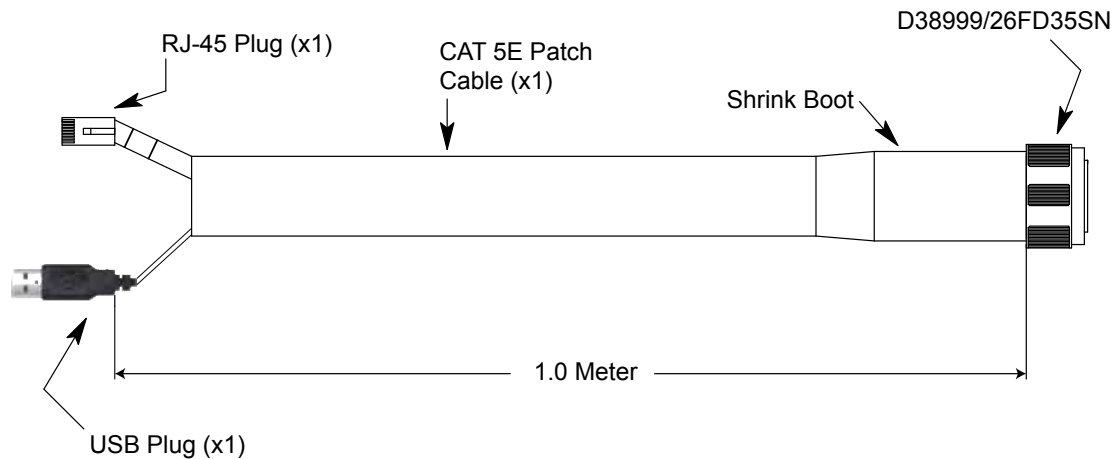 D38999/26FD35SN
RJ-45 Plug (x1)
CAT 5E Patch
Cable (x1)
Shrink Boot
1.0 Meter
USB Plug (x1)